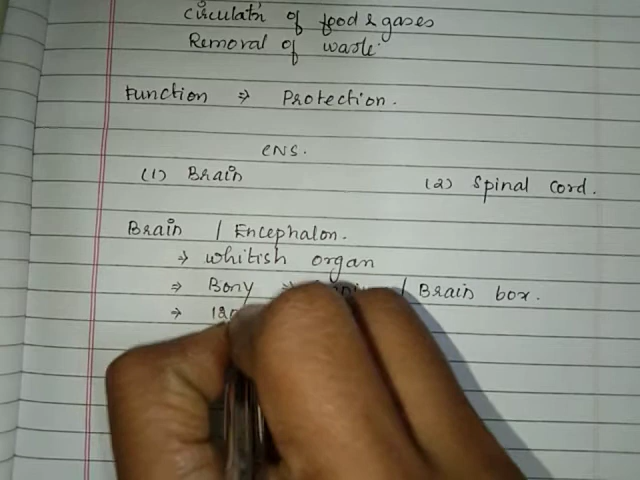 Circulatn of food & gases
Removal of waste
Function ⇒ Protection.
CNS.
(1) Brain (2) Spinal cord.
Brain / Encephalon.
→ Whitish organ
⇒ Bony / Brain box.
→